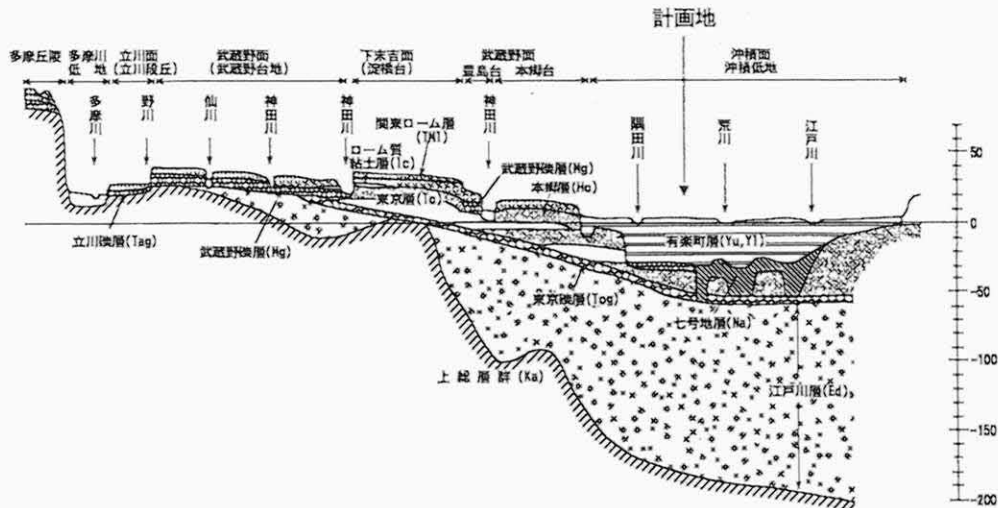 計画地
多摩丘陵
多摩川
低地
立川面
(立川段丘)
武蔵野面
(武蔵野台地)
下末吉面
(淀橋台)
武蔵野面
豊島台 本郷台
沖積面
沖積低地
多摩川
野川
仙川
神田川
神田川
神田川
隅田川
荒川
江戸川
関東ローム層
(TMl)
ローム質
粘土層(lc)
武蔵野礫層(Mg)
東京層(Tc)
本郷層(Hc)
立川礫層(Tag)
武蔵野礫層(Mg)
有楽町層(Yu,Yl)
東京礫層(Tog)
七号地層(Na)
上総層群(Ka)
江戸川層(Ed)
50
0
-50
-100
-150
-200